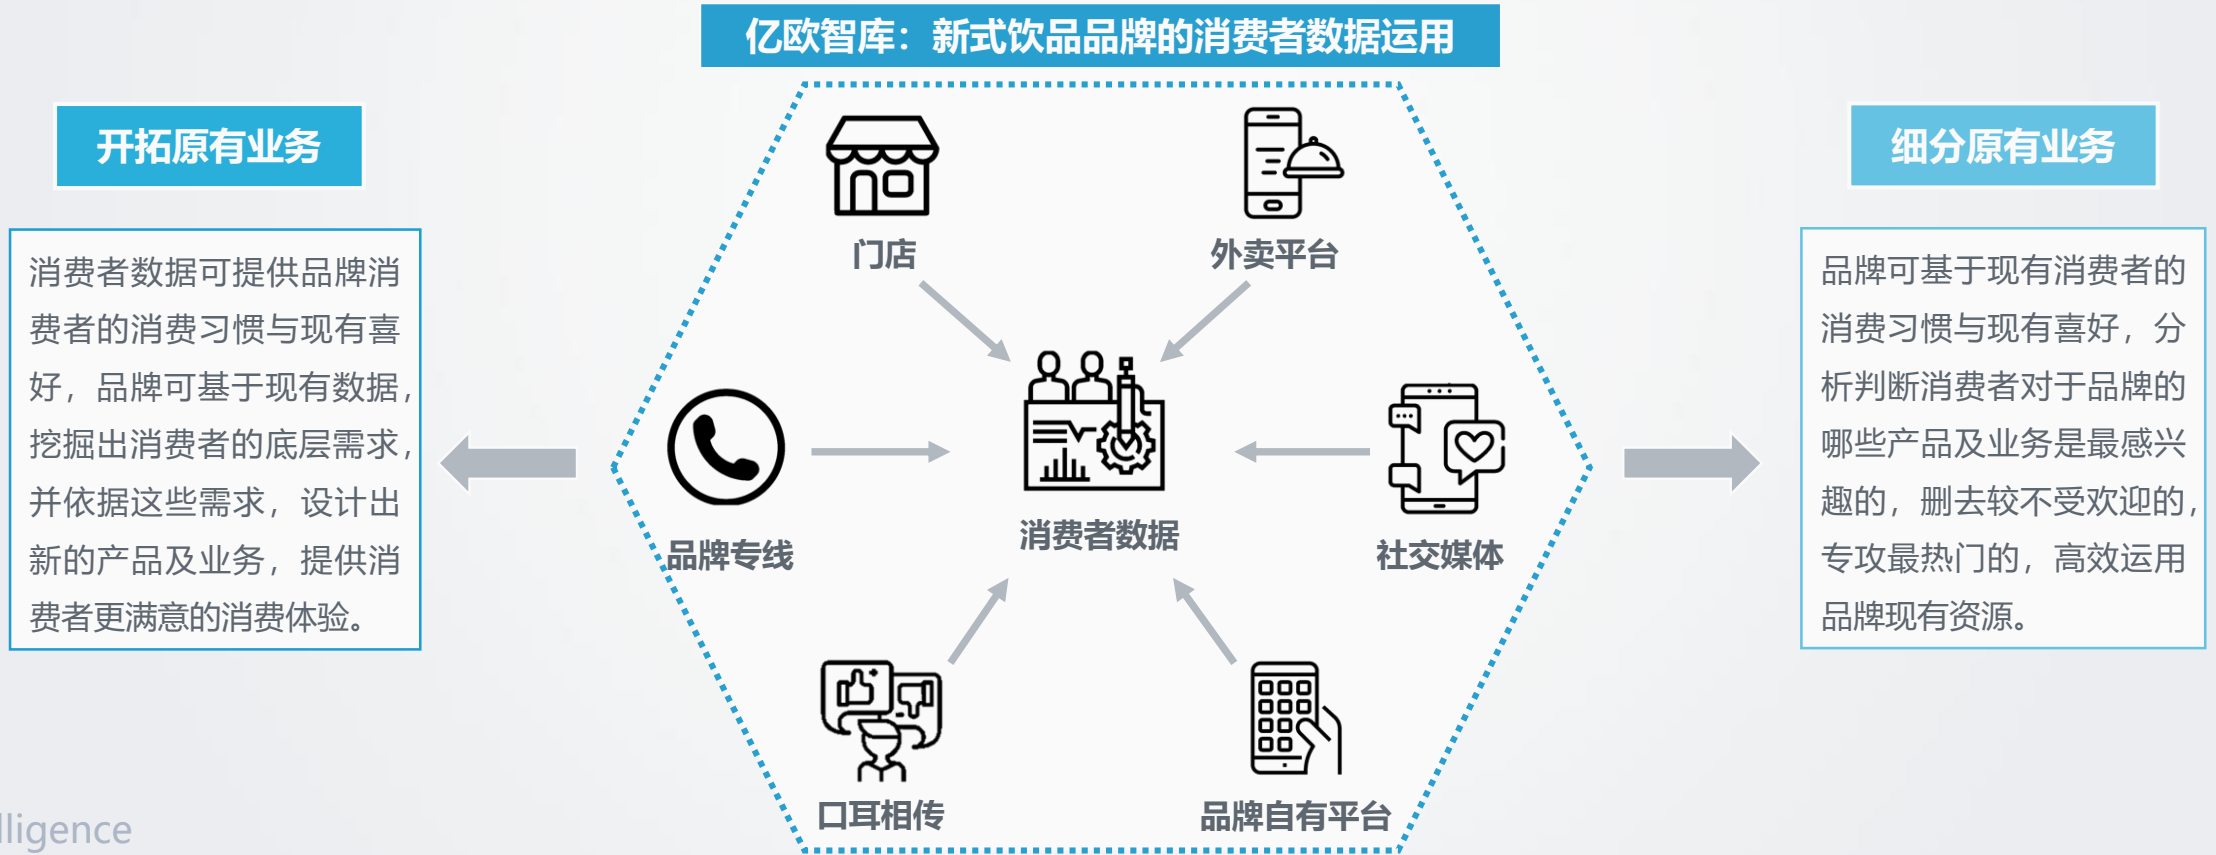 亿欧智库：新式饮品品牌的消费者数据运用
开拓原有业务
消费者数据可提供品牌消
费者的消费习惯与现有喜
好，品牌可基于现有数据，
挖掘出消费者的底层需求，
并依据这些需求，设计出
新的产品及业务，提供消
费者更满意的消费体验。
门店
外卖平台
品牌专线
消费者数据
社交媒体
口耳相传
品牌自有平台
细分原有业务
品牌可基于现有消费者的
消费习惯与现有喜好，分
析判断消费者对于品牌的
哪些产品及业务是最感兴
趣的，删去较不受欢迎的，
专攻最热门的，高效运用
品牌现有资源。
lligence